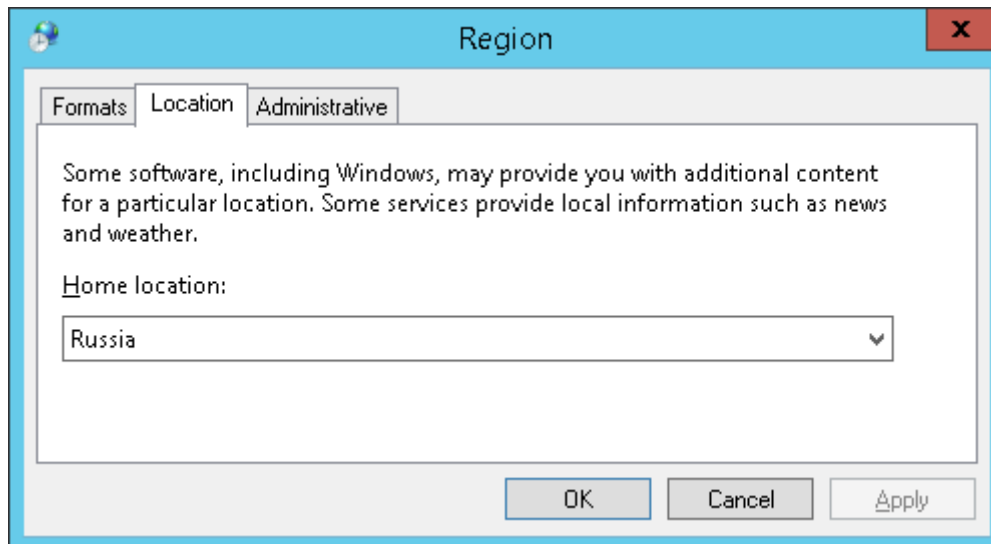 Region
x
Formats
Location
Administrative
Some software, including Windows, may provide you with additional content
for a particular location. Some services provide local information such as news
and weather.
Home location:
Russia
OK
Cancel
Apply